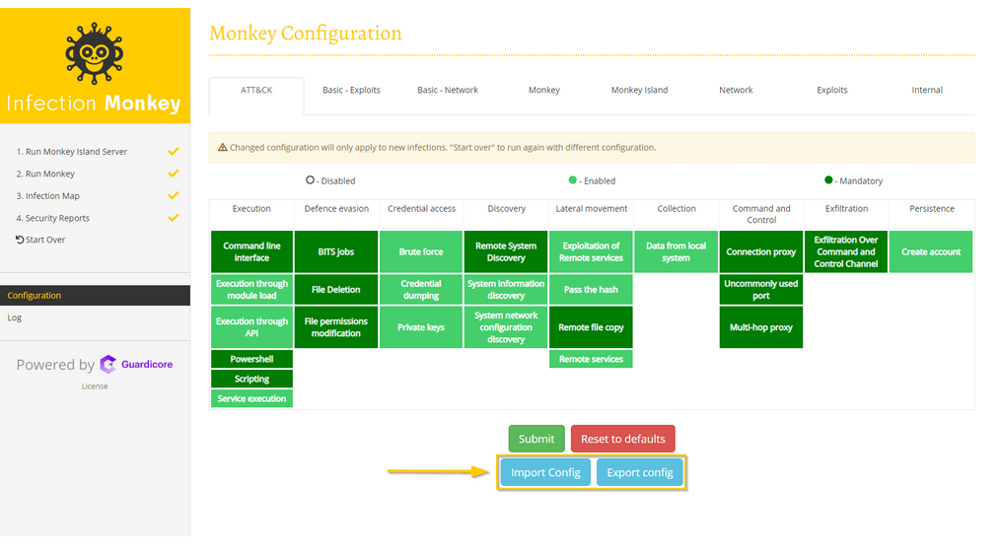 Infection Monkey
1. Run Monkey Island Server
2. Run Monkey
3. Infection Map
4. Security Reports
Start Over
Configuration
Log
Powered by Guardicore
License
Monkey Configuration
ATT&CK
Basic - Exploits
Basic - Network
Monkey
Monkey Island
Network
Exploits
Internal
Changed configuration will only apply to new infections. "Start over" to run again with different configuration.
- Disabled
- Enabled
- Mandatory
Execution
Defence evasion
Credential access
Discovery
Lateral movement
Collection
Command and
Control
Exfiltration
Persistence
Command line
interface
BITS jobs
Brute force
Remote System
Discovery
Exploitation of
Remote services
Data from local
system
Connection proxy
Exfiltration Over
Command and
Control Channel
Create account
Execution through
module load
File Deletion
Credential
dumping
System information
discovery
Pass the hash
Uncommonly used
port
Execution through
API
File permissions
modification
Private keys
System network
configuration
discovery
Remote file copy
Multi-hop proxy
Powershell
Remote services
Scripting
Service execution
Submit
Reset to defaults
Import Config
Export config